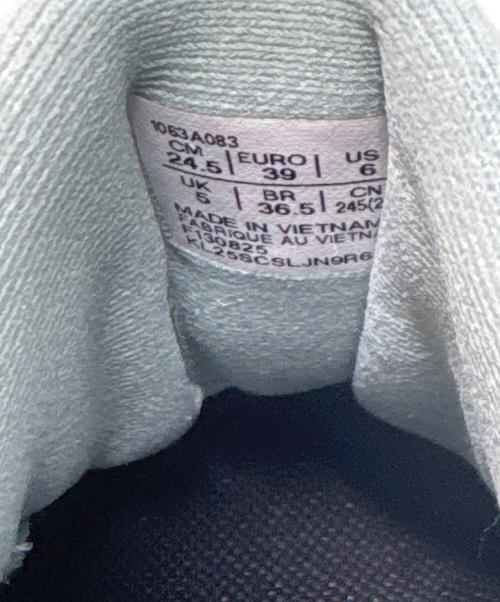 1063A083
CM EURO US
24.5 39 6
UK BR CN
5 36.5 245(2
MADE IN VIETNAM
FABRIQUE AU VIETNA
F130825
KL25SCSLJN9R6